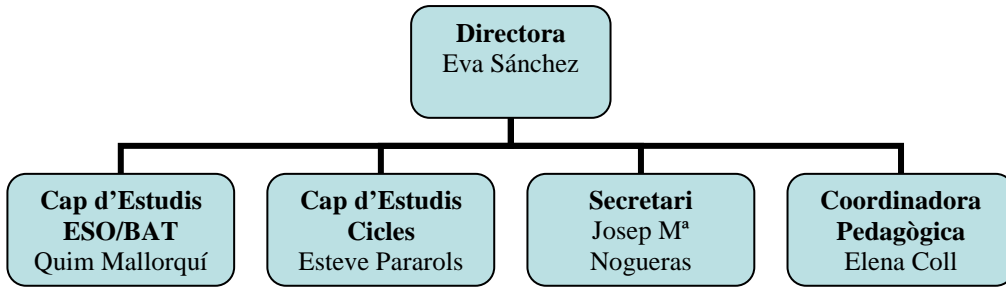 Directora
Eva Sánchez
Cap d’Estudis
ESO/BAT
Quim Mallorquí
Cap d’Estudis
Cicles
Esteve Pararols
Secretari
Josep Mª
Nogueras
Coordinadora
Pedagògica
Elena Coll